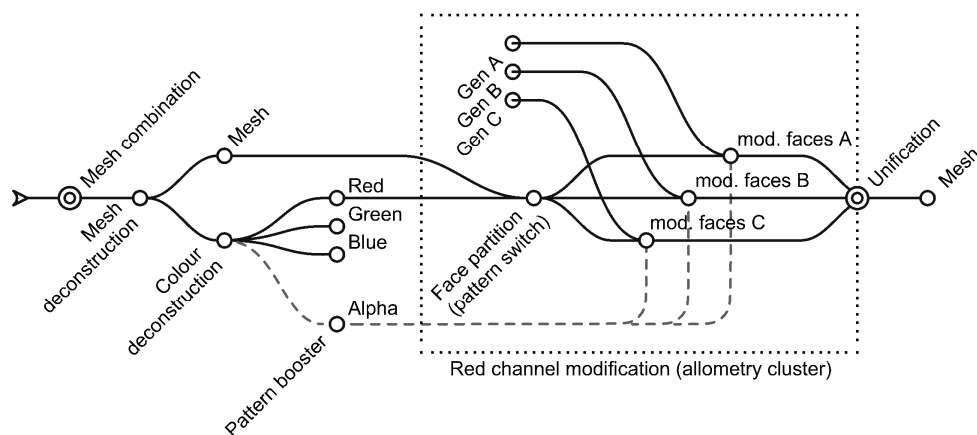 Mesh combination
Mesh
deconstruction
Mesh
Colour
deconstruction
Red
Green
Blue
Alpha
Pattern booster
Gen A
Gen B
Gen C
Face partition
(pattern switch)
mod. faces A
mod. faces B
mod. faces C
Unification
Mesh
Red channel modification (allometry cluster)